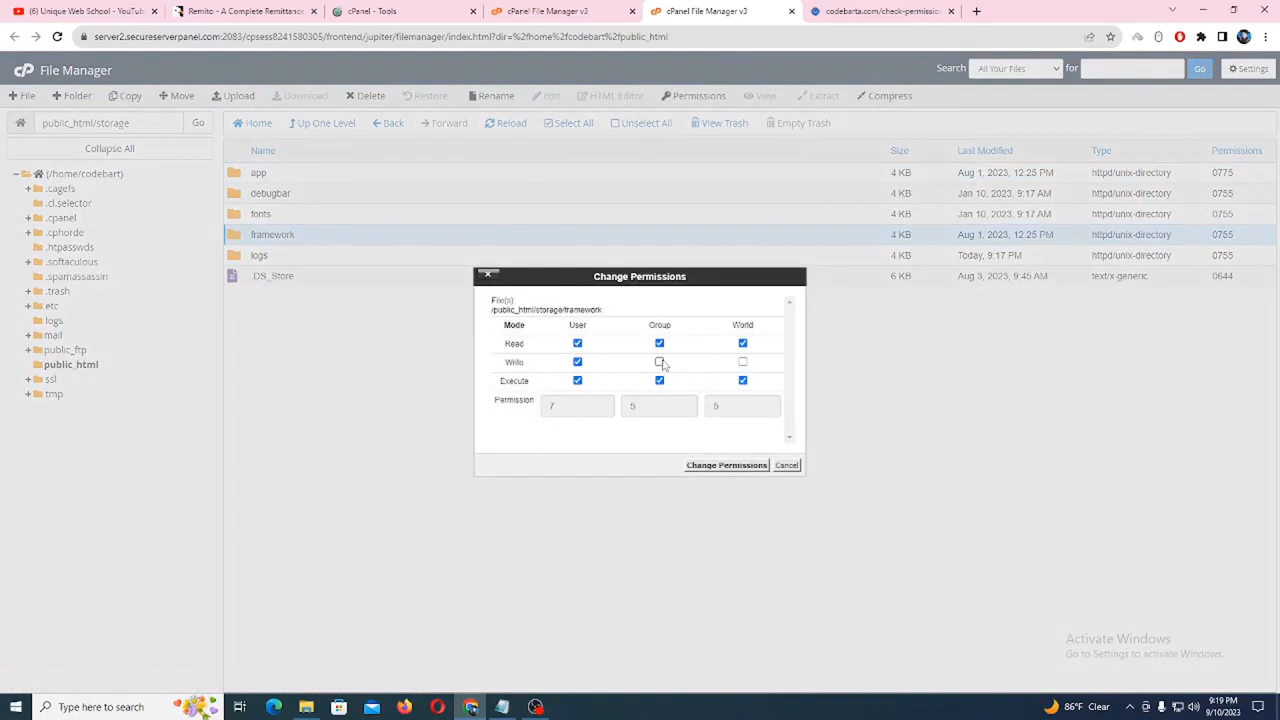 (6) Unique Web School - YouTube
Remito - A Complete Remittance
cPanel - Tools
cPanel File Manager v3
cPanel File Manager v3
codebarta.com/check-permission
server2.secureserverpanel.com:2083/cpsess8241580305/frontend/jupiter/filemanager/index.html?dir=%2fhome%2fcodebart%2fpublic_html
cP File Manager
Search All Your Files for Go Settings
+ File + Folder Copy Move Upload Download Delete Restore Rename Edit HTML Editor Permissions View Extract Compress
public_html/storage Go Home Up One Level Back Forward Reload Select All Unselect All View Trash Empty Trash
Collapse All
(/home/codebart)
.cagefs
.cl.selector
.cpanel
.cphorde
.htpasswds
.softaculous
.spamassassin
.trash
etc
logs
mail
public_ftp
public_html
ssl
tmp
Name Size Last Modified Type Permissions
app 4 KB Aug 1, 2023, 12:25 PM httpd/unix-directory 0775
debugbar 4 KB Jan 10, 2023, 9:17 AM httpd/unix-directory 0755
fonts 4 KB Jan 10, 2023, 9:17 AM httpd/unix-directory 0755
framework 4 KB Aug 1, 2023, 12:25 PM httpd/unix-directory 0755
logs 4 KB Today, 9:17 PM httpd/unix-directory 0755
.DS_Store 6 KB Aug 3, 2023, 9:45 AM text/x-generic 0644
Change Permissions
File(s):
/public_html/storage/framework
Mode User Group World
Read
Write
Execute
Permission 7 5 5
Change Permissions Cancel
Activate Windows
Go to Settings to activate Windows.
Type here to search
86°F Clear
9:19 PM
9/10/2023